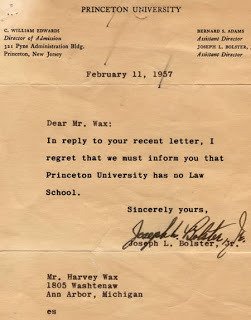 PRINCETON UNIVERSITY
C. WILLIAM EDWARDS
Director of Admission
321 Pyne Administration Bldg.
Princeton, New Jersey
BERNARD S. ADAMS
Assistant Director
JOSEPH L. BOLSTER,
Assistant Director
February 11, 1957
Dear Mr. Wax:
In reply to your recent letter, I
regret that we must inform you that
Princeton University has no Law
School.
Sincerely yours,
Joseph L. Bolster, Jr.
Joseph L. Bolster, Jr.
Mr. Harvey Wax
1805 Washtenaw
Ann Arbor, Michigan
es